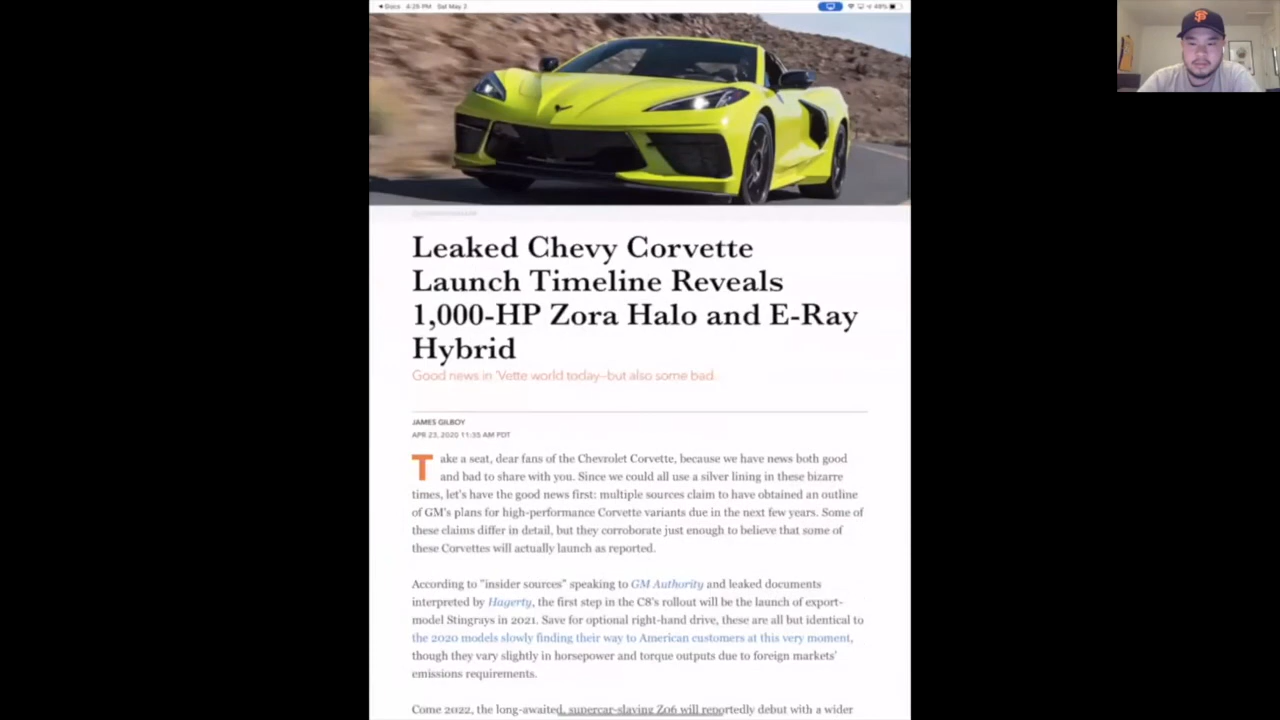 Docs 4:25 PM Sat May 2
49%
Leaked Chevy Corvette
Launch Timeline Reveals
1,000-HP Zora Halo and E-Ray
Hybrid
Good news in 'Vette world today—but also some bad.
JAMES GILBOY
APR 23, 2020 11:35 AM PDT
Take a seat, dear fans of the Chevrolet Corvette, because we have news both good
and bad to share with you. Since we could all use a silver lining in these bizarre
times, let's have the good news first: multiple sources claim to have obtained an outline
of GM's plans for high-performance Corvette variants due in the next few years. Some of
these claims differ in detail, but they corroborate just enough to believe that some of
these Corvettes will actually launch as reported.
According to "insider sources" speaking to GM Authority and leaked documents
interpreted by Hagerty, the first step in the C8's rollout will be the launch of export-
model Stingrays in 2021. Save for optional right-hand drive, these are all but identical to
the 2020 models slowly finding their way to American customers at this very moment,
though they vary slightly in horsepower and torque outputs due to foreign markets'
emissions requirements.
Come 2022, the long-awaited, supercar-slaying Z06 will reportedly debut with a wider